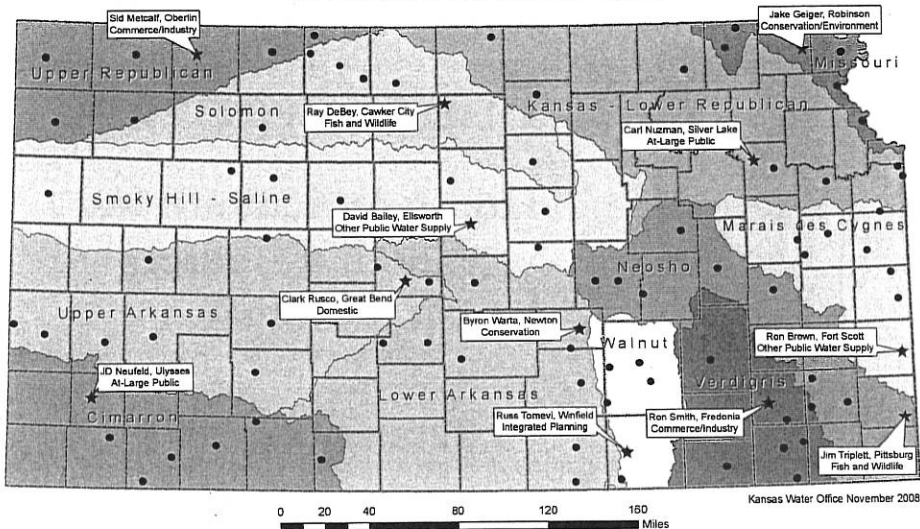 Sid Metcalf, Oberlin
Commerce/Industry
Jake Geiger, Robinson
Conservation/Environment
Upper Republican
Missouri
Solomon
Ray DeBey, Cawker City
Fish and Wildlife
Kansas - Lower Republican
Carl Nuzman, Silver Lake
At-Large Public
Smoky Hill - Saline
David Bailey, Ellsworth
Other Public Water Supply
Marais des Cygnes
Neosho
Clark Rusco, Great Bend
Domestic
Upper Arkansas
Byron Warta, Newton
Conservation
Walnut
Ron Brown, Fort Scott
Other Public Water Supply
JD Neufeld, Ulysses
At-Large Public
Cimarron
Lower Arkansas
Verdigris
Russ Tomevi, Winfield
Integrated Planning
Ron Smith, Fredonia
Commerce/Industry
Jim Triplett, Pittsburg
Fish and Wildlife
Kansas Water Office November 2008
0 20 40 80 120 160
Miles